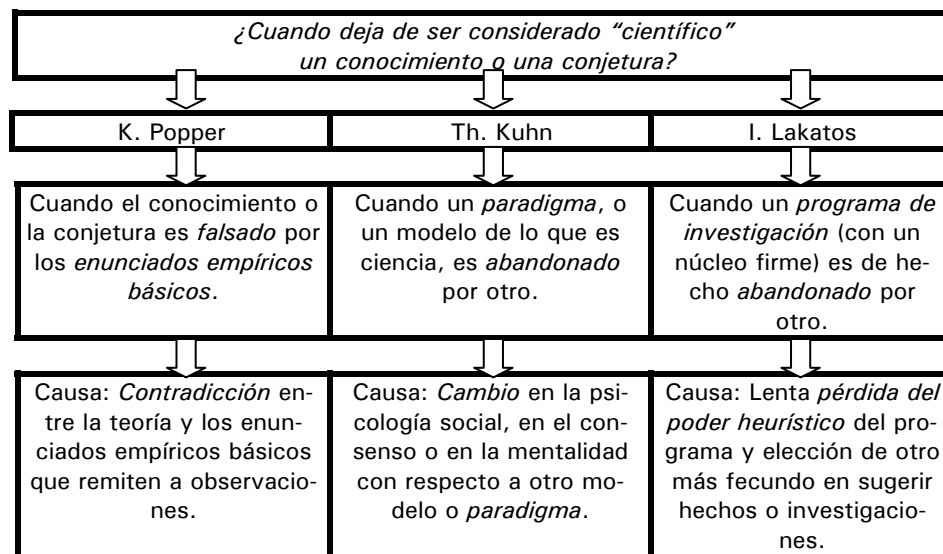 ¿Cuando deja de ser considerado “científico”
un conocimiento o una conjetura?
K. Popper
Th. Kuhn
I. Lakatos
Cuando el conocimiento o
la conjetura es falsado por
los enunciados empíricos
básicos.
Cuando un paradigma, o
un modelo de lo que es
ciencia, es abandonado
por otro.
Cuando un programa de
investigación (con un
núcleo firme) es de he-
cho abandonado por
otro.
Causa: Contradicción en-
tre la teoría y los enun-
ciados empíricos básicos
que remiten a observacio-
nes.
Causa: Cambio en la psi-
cología social, en el con-
senso o en la mentalidad
con respecto a otro mo-
delo o paradigma.
Causa: Lenta pérdida del
poder heurístico del pro-
grama y elección de otro
más fecundo en sugerir
hechos o investigacio-
nes.